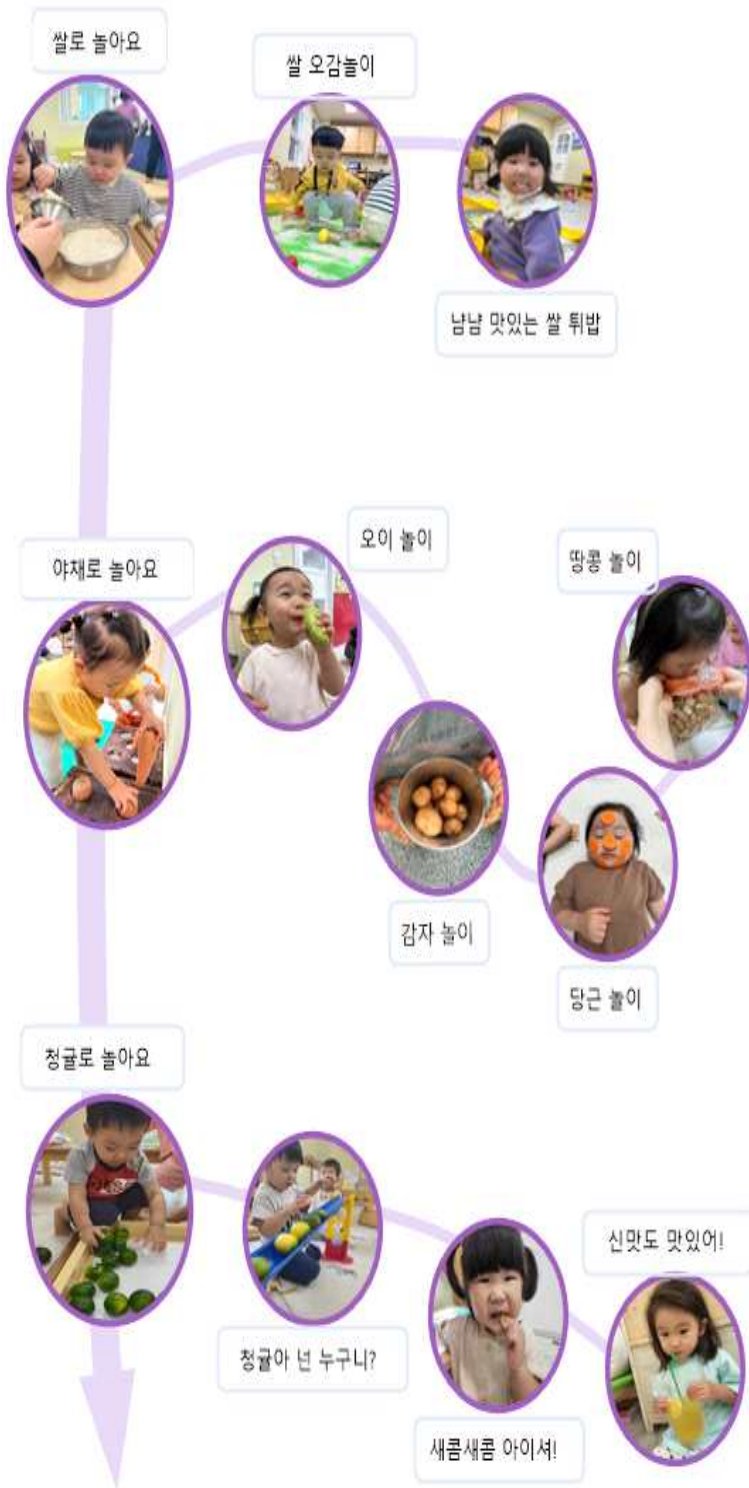 쌀로 놀아요
쌀 오감놀이
냠냠 맛있는 쌀 튀밥
야채로 놀아요
오이 놀이
감자 놀이
당근 놀이
땅콩 놀이
청귤로 놀아요
청귤아 넌 누구니?
새콤새콤 아이셔!
신맛도 맛있어!